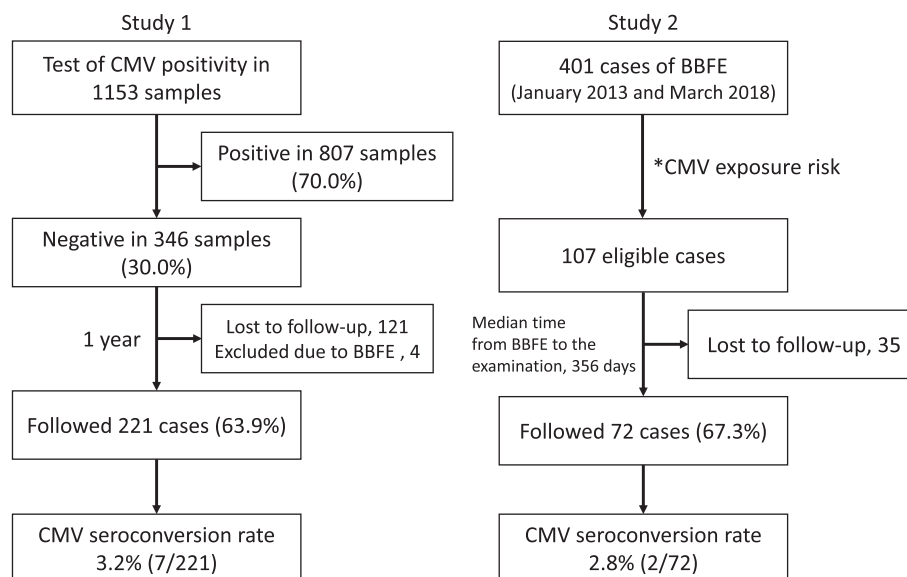 Study 1
Test of CMV positivity in
1153 samples
Positive in 807 samples
(70.0%)
Negative in 346 samples
(30.0%)
1 year
Lost to follow-up, 121
Excluded due to BBFE , 4
Followed 221 cases (63.9%)
CMV seroconversion rate
3.2% (7/221)
Study 2
401 cases of BBFE
(January 2013 and March 2018)
*CMV exposure risk
107 eligible cases
Median time
from BBFE to the
examination, 356 days
Lost to follow-up, 35
Followed 72 cases (67.3%)
CMV seroconversion rate
2.8% (2/72)